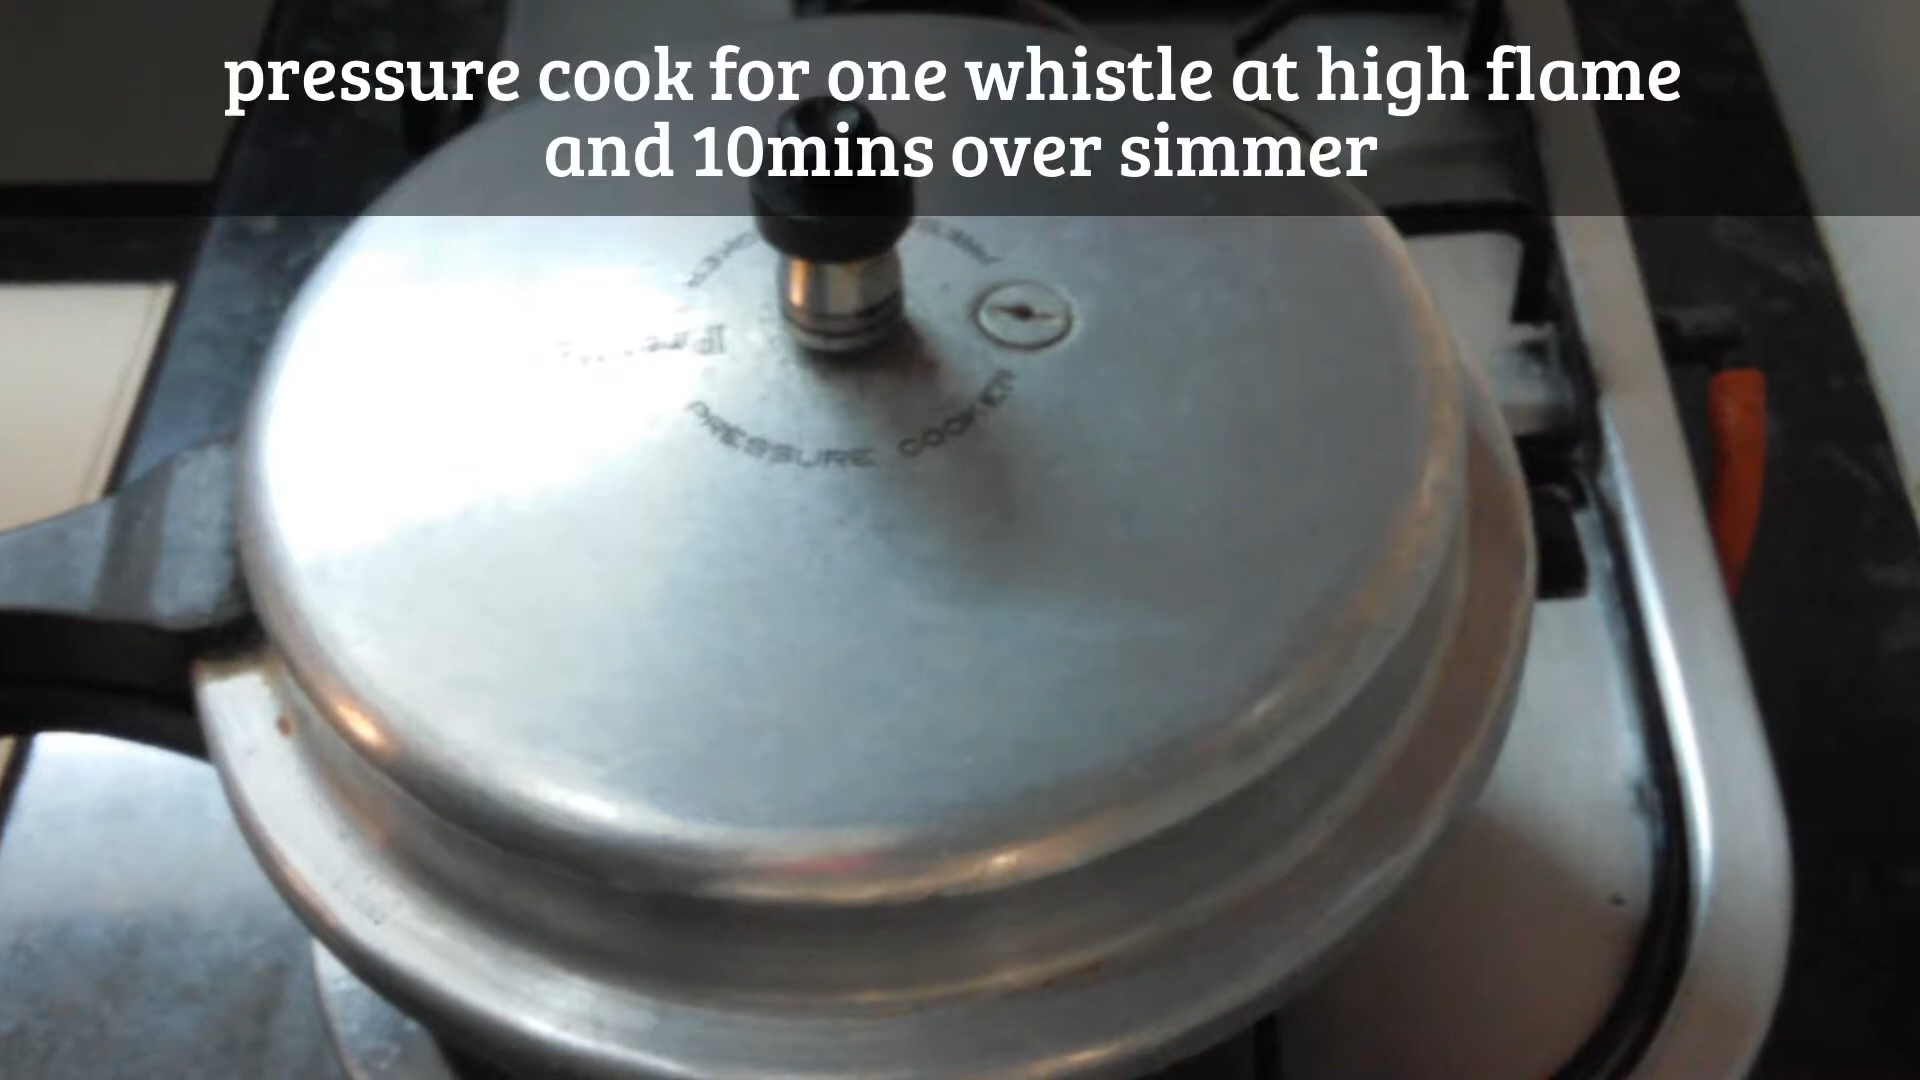 pressure cook for one whistle at high flame
and 10mins over simmer
PRESSURE COOKER